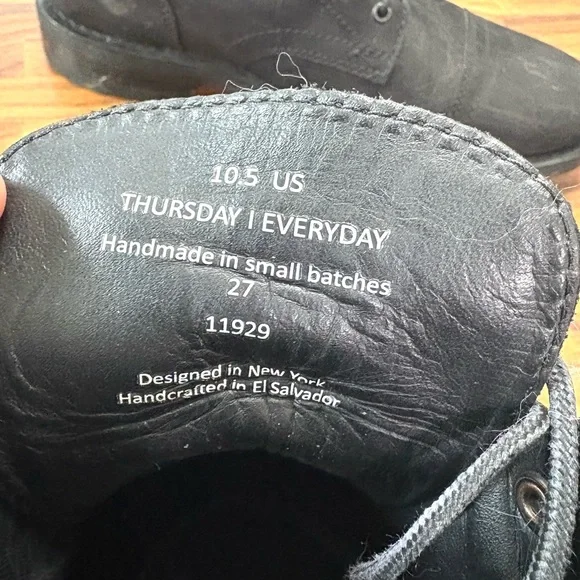 10.5 US
THURSDAY | EVERYDAY
Handmade in small batches
27
11929
Designed in New York
Handcrafted in El Salvador